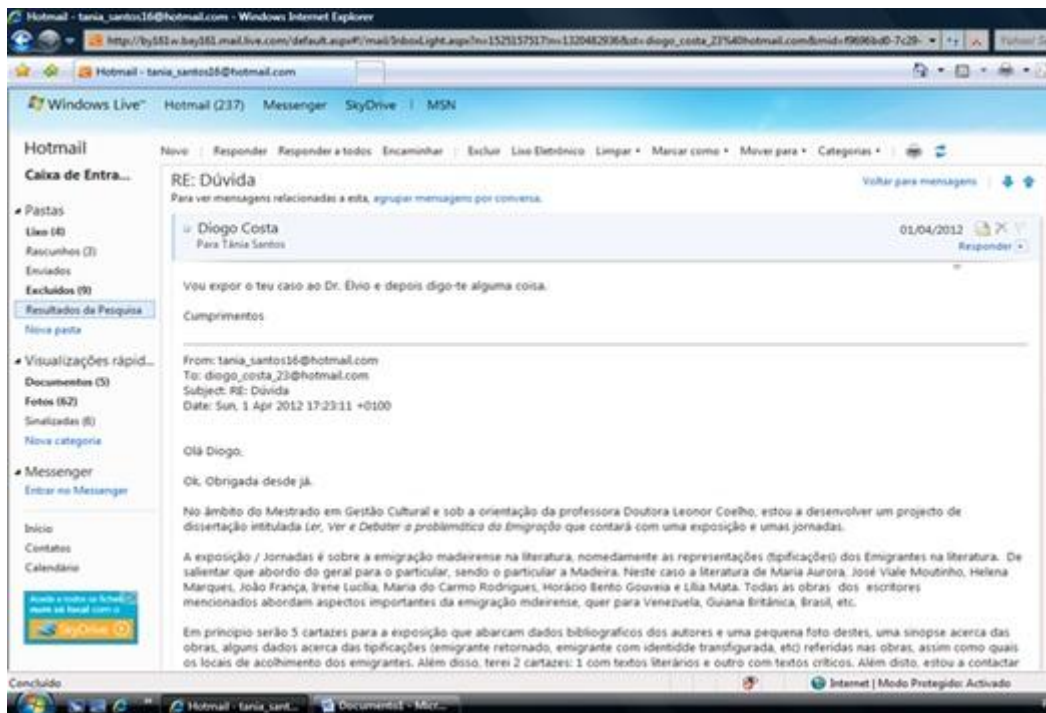 Hotmail - tania_santos16@hotmail.com - Windows Internet Explorer
Hotmail - tania_santos16@hotmail.com
Windows Live™ Hotmail (237) Messenger SkyDrive | MSN
Hotmail
Novo | Responder Responder a todos Encaminhar | Excluir Lixo Eletrônico Limpar Marcar como Mover para Categorias
Caixa de Entra...
RE: Dúvida
Voltar para mensagens
Para ver mensagens relacionadas a esta, agrupar mensagens por conversa.
Pastas
Lixo (4)
Rascunhos (3)
Enviados
Excluídos (9)
Resultados da Pesquisa
Nova pasta
Visualizações rápid...
Documentos (5)
Fotos (62)
Sinalizadas (6)
Nova categoria
Messenger
Entrar no Messenger
Início
Contatos
Calendário
SkyDrive
Diogo Costa
01/04/2012
Para Tânia Santos
Responder
Vou expor o teu caso ao Dr. Élvio e depois digo-te alguma coisa.
Cumprimentos
From: tania_santos16@hotmail.com
To: diogo_costa_23@hotmail.com
Subject: RE: Dúvida
Date: Sun, 1 Apr 2012 17:23:11 +0100
Olá Diogo,
Ok, Obrigada desde já.
No âmbito do Mestrado em Gestão Cultural e sob a orientação da professora Doutora Leonor Coelho, estou a desenvolver um projecto de
dissertação intitulada Ler, Ver e Debater a problemática da Emigração que contará com uma exposição e umas jornadas.
A exposição / Jornadas é sobre a emigração madeirense na literatura, nomedamente as representações (tipificações) dos Emigrantes na literatura. De
salientar que abordo do geral para o particular, sendo o particular a Madeira. Neste caso a literatura de Maria Aurora, José Viale Moutinho, Helena
Marques, João França, Irene Lucília, Maria do Carmo Rodrigues, Horácio Bento Gouveia e Lília Mata. Todas as obras dos escritores
mencionados abordam aspectos importantes da emigração mdeirense, quer para Venezuela, Guiana Britânica, Brasil, etc.
Em principio serão 5 cartazes para a exposição que abarcam dados bibliograficos dos autores e uma pequena foto destes, uma sinopse acerca das
obras, alguns dados acerca das tipificações (emigrante retornado, emigrante com identidde transfigurada, etc) referidas nas obras, assim como quais
os locais de acolhimento dos emigrantes. Além disso, terei 2 cartazes: 1 com textos literários e outro com textos críticos. Além disto, estou a contactar
Concluído
Internet | Modo Protegido: Activado
Hotmail - tania_sant...
Documento1 - Micr...